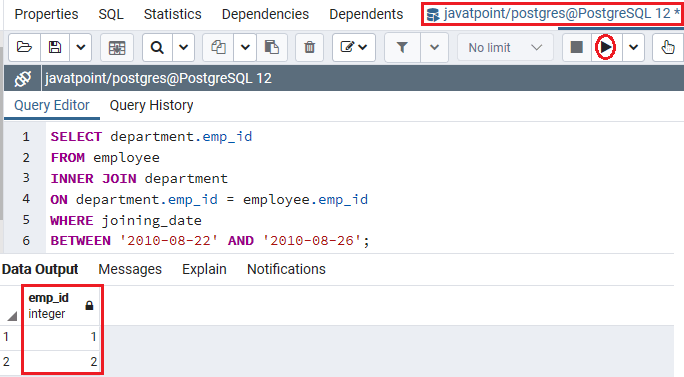 Properties SQL Statistics Dependencies Dependents javatpoint/postgres@PostgreSQL 12 *
No limit
javatpoint/postgres@PostgreSQL 12
Query Editor Query History
1 SELECT department.emp_id
2 FROM employee
3 INNER JOIN department
4 ON department.emp_id = employee.emp_id
5 WHERE joining_date
6 BETWEEN '2010-08-22' AND '2010-08-26';
Data Output Messages Explain Notifications
emp_id
integer
1 1
2 2